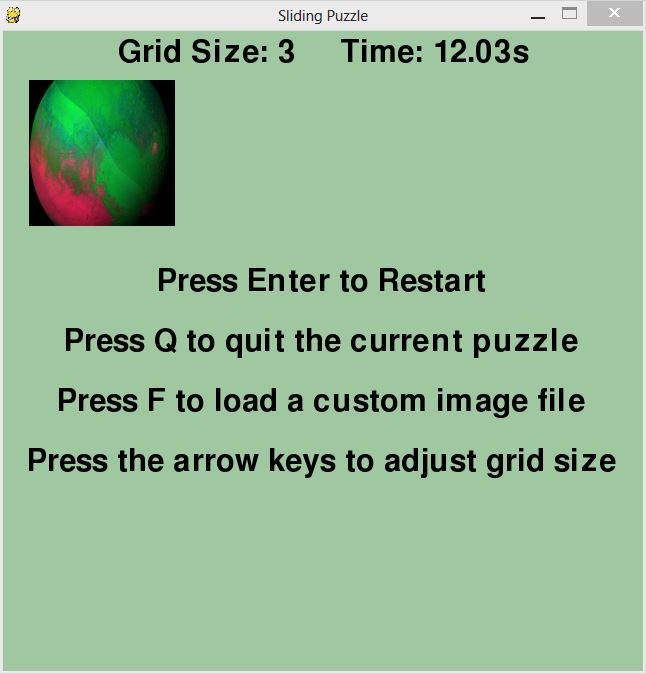 Sliding Puzzle
Grid Size: 3 Time: 12.03s
Press Enter to Restart
Press Q to quit the current puzzle
Press F to load a custom image file
Press the arrow keys to adjust grid size